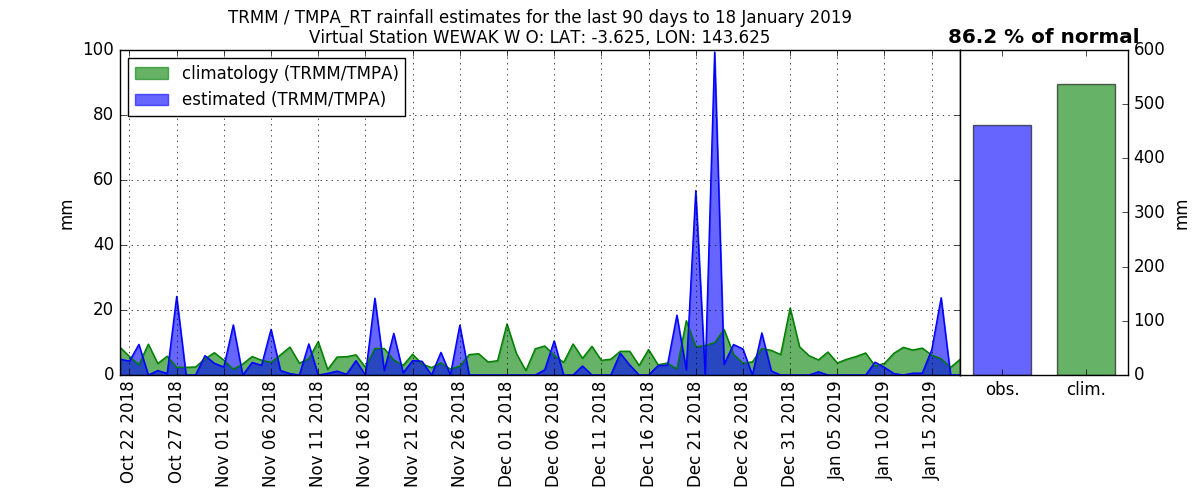 TRMM / TMPA_RT rainfall estimates for the last 90 days to 18 January 2019
Virtual Station WEWAK W O: LAT: -3.625, LON: 143.625
86.2 % of normal
climatology (TRMM/TMPA)
estimated (TRMM/TMPA)
100
80
60
40
20
0
mm
600
500
400
300
200
100
0
mm
Oct 22 2018
Oct 27 2018
Nov 01 2018
Nov 06 2018
Nov 11 2018
Nov 16 2018
Nov 21 2018
Nov 26 2018
Dec 01 2018
Dec 06 2018
Dec 11 2018
Dec 16 2018
Dec 21 2018
Dec 26 2018
Dec 31 2018
Jan 05 2019
Jan 10 2019
Jan 15 2019
obs.
clim.